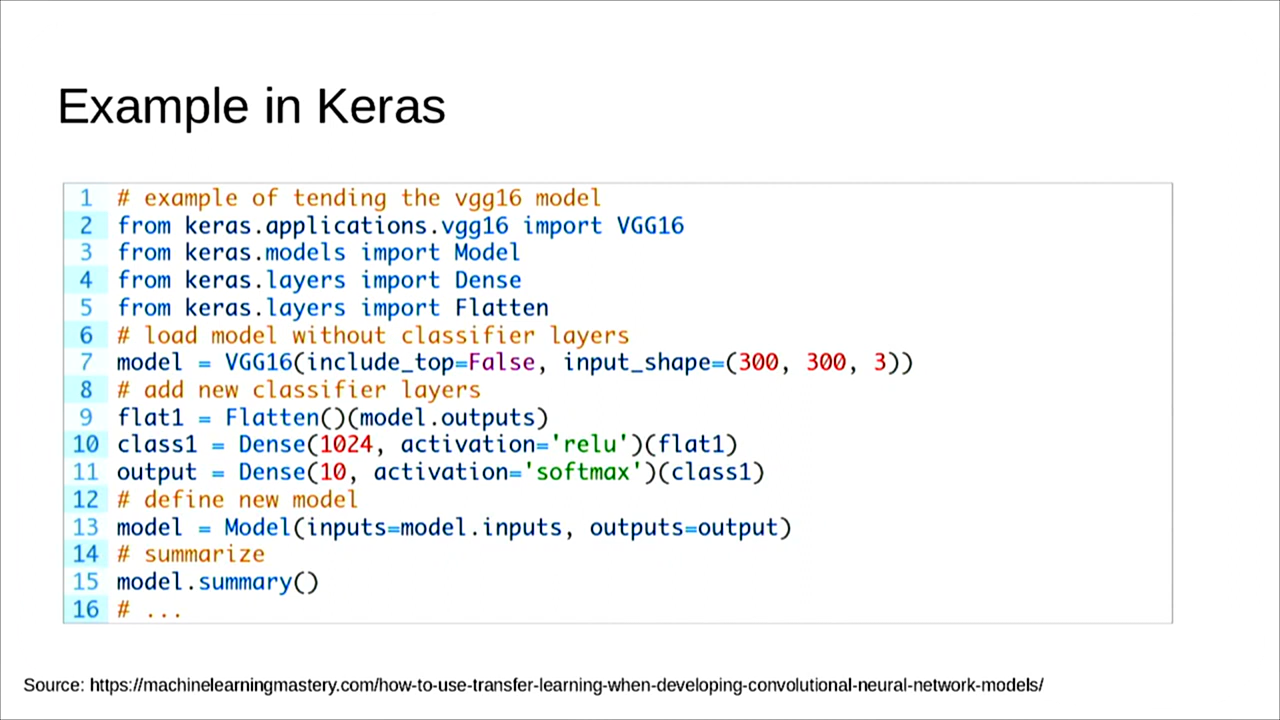 Example in Keras
1 # example of tending the vgg16 model
2 from keras.applications.vgg16 import VGG16
3 from keras.models import Model
4 from keras.layers import Dense
5 from keras.layers import Flatten
6 # load model without classifier layers
7 model = VGG16(include_top=False, input_shape=(300, 300, 3))
8 # add new classifier layers
9 flat1 = Flatten()(model.outputs)
10 class1 = Dense(1024, activation='relu')(flat1)
11 output = Dense(10, activation='softmax')(class1)
12 # define new model
13 model = Model(inputs=model.inputs, outputs=output)
14 # summarize
15 model.summary()
16 # ...
Source: https://machinelearningmastery.com/how-to-use-transfer-learning-when-developing-convolutional-neural-network-models/